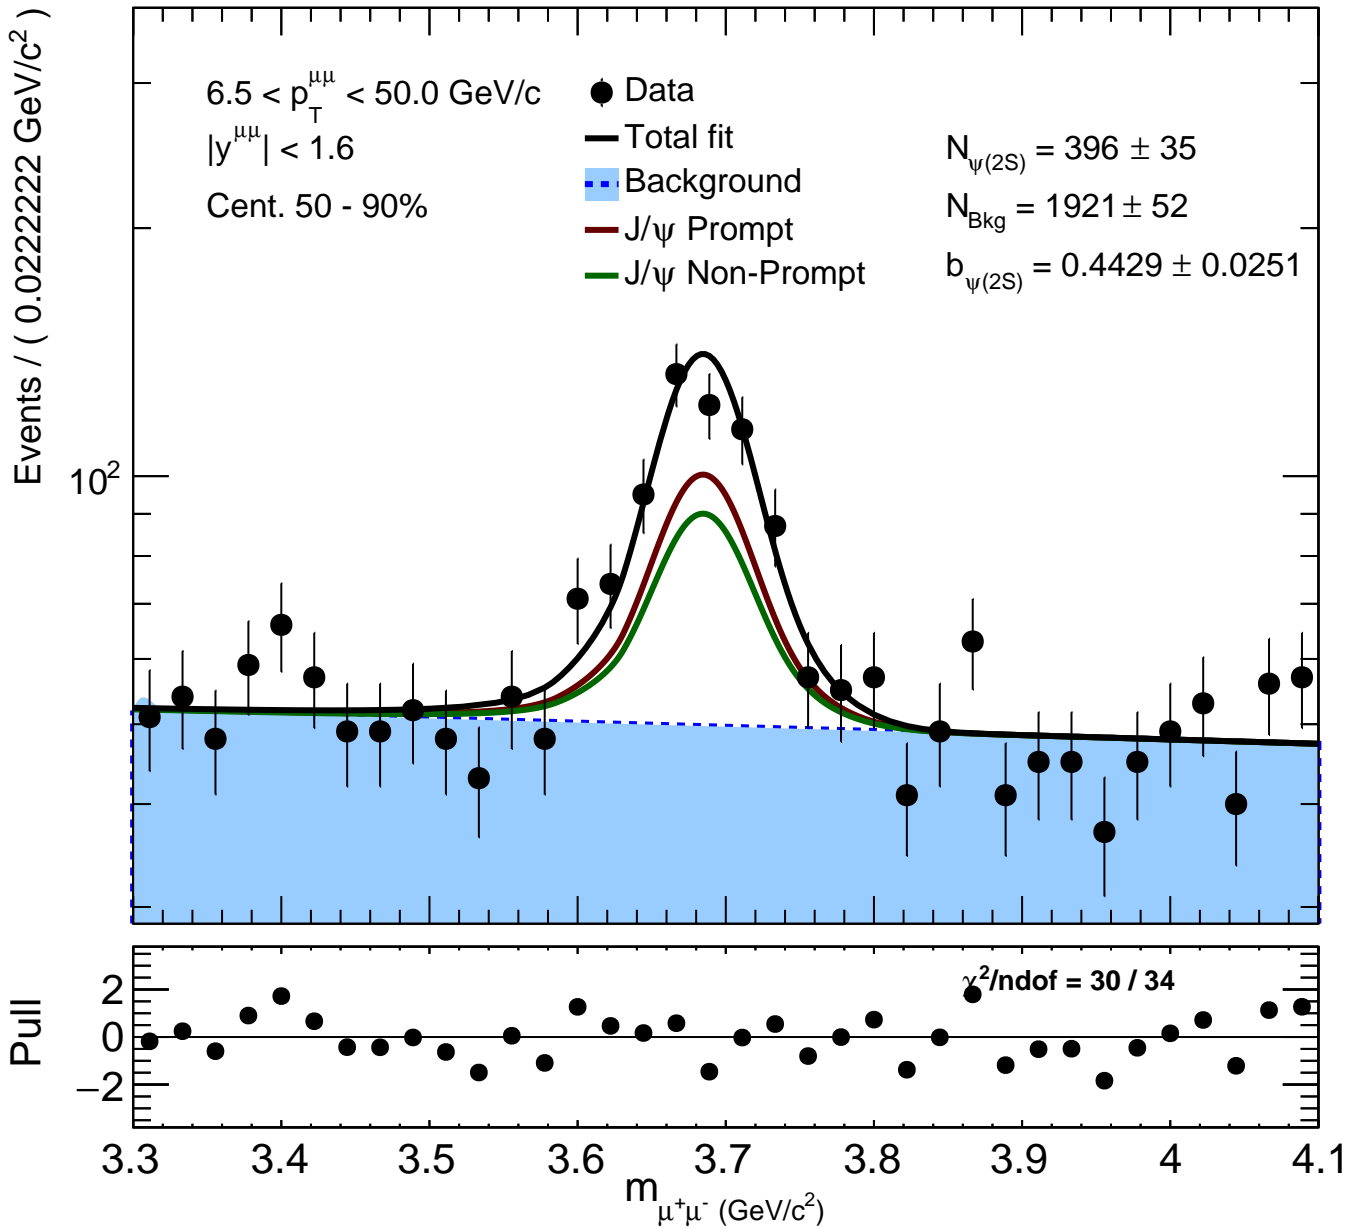 Events / ( 0.0222222 GeV/c²)
6.5 < p_T^μμ < 50.0 GeV/c
|y^μμ| < 1.6
Cent. 50 - 90%
Data
Total fit
Background
J/ψ Prompt
J/ψ Non-Prompt
N_ψ(2S) = 396 ± 35
N_Bkg = 1921 ± 52
b_ψ(2S) = 0.4429 ± 0.0251
10²
Pull
2
0
−2
χ²/ndof = 30 / 34
3.3 3.4 3.5 3.6 3.7 3.8 3.9 4 4.1
m_μ⁺μ⁻ (GeV/c²)